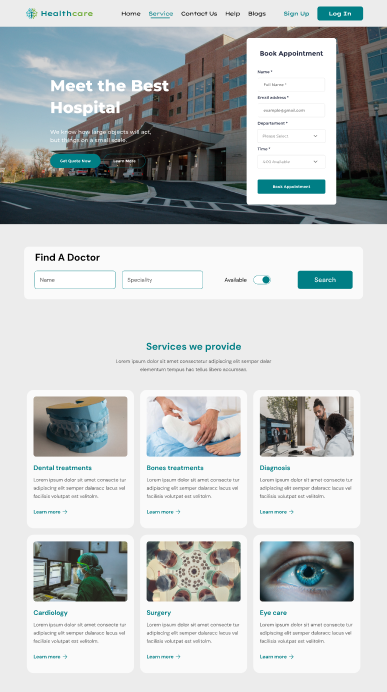 Healthcare
Home Service Contact Us Help Blogs Sign Up Log In
Meet the Best
Hospital
We know how large objects will act,
but things on a small scale.
Get Quote Now Learn More
Book Appointment
Name *
Full Name *
Email address *
example@gmail.com
Departement *
Please Select
Time *
4:00 Available
Book Appointment
Find A Doctor
Name
Speciality
Available
Search
Services we provide
Lorem ipsum dolor sit amet consectetur adipiscing elit semper dalar
elementum tempus hac tellus libero accumsan.
Dental treatments
Lorem ipsum dolor sit amet consecte tur
adipiscing elit semper dalaracc lacus vel
facilisis volutpat est velitolm.
Learn more →
Bones treatments
Lorem ipsum dolor sit amet consecte tur
adipiscing elit semper dalaracc lacus vel
facilisis volutpat est velitolm.
Learn more →
Diagnosis
Lorem ipsum dolor sit amet consecte tur
adipiscing elit semper dalaracc lacus vel
facilisis volutpat est velitolm.
Learn more →
Cardiology
Lorem ipsum dolor sit amet consecte tur
adipiscing elit semper dalaracc lacus vel
facilisis volutpat est velitolm.
Learn more →
Surgery
Lorem ipsum dolor sit amet consecte tur
adipiscing elit semper dalaracc lacus vel
facilisis volutpat est velitolm.
Learn more →
Eye care
Lorem ipsum dolor sit amet consecte tur
adipiscing elit semper dalaracc lacus vel
facilisis volutpat est velitolm.
Learn more →